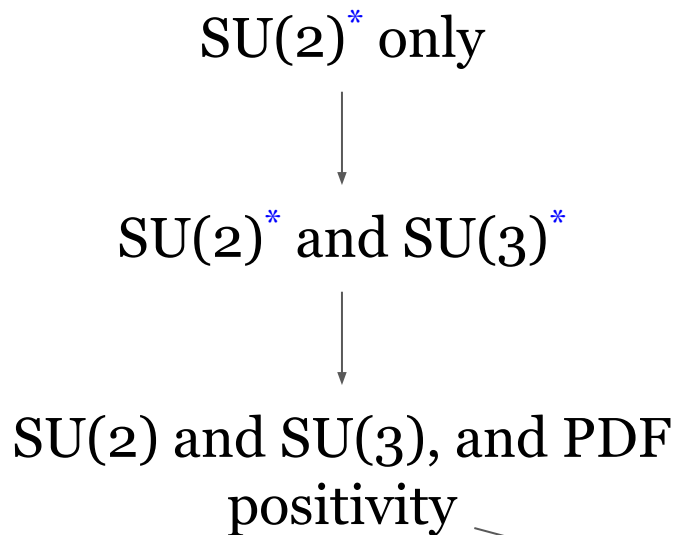 SU(2)* only
SU(2)* and SU(3)*
SU(2) and SU(3), and PDF
positivity